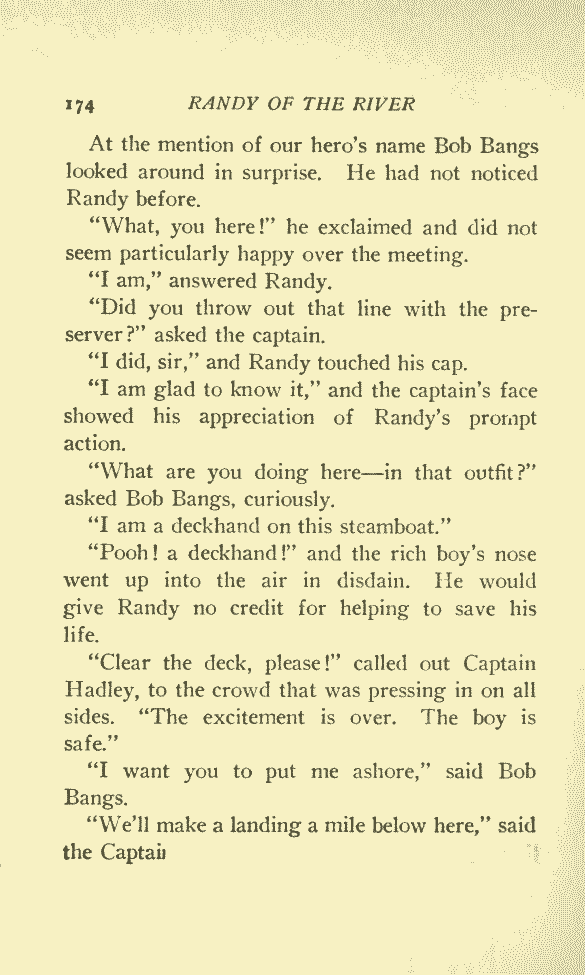 174 RANDY OF THE RIVER
At the mention of our hero's name Bob Bangs
looked around in surprise. He had not noticed
Randy before.
"What, you here!" he exclaimed and did not
seem particularly happy over the meeting.
"I am," answered Randy.
"Did you throw out that line with the pre-
server?" asked the captain.
"I did, sir," and Randy touched his cap.
"I am glad to know it," and the captain's face
showed his appreciation of Randy's prompt
action.
"What are you doing here—in that outfit?"
asked Bob Bangs, curiously.
"I am a deckhand on this steamboat."
"Pooh! a deckhand!" and the rich boy's nose
went up into the air in disdain. He would
give Randy no credit for helping to save his
life.
"Clear the deck, please!" called out Captain
Hadley, to the crowd that was pressing in on all
sides. "The excitement is over. The boy is
safe."
"I want you to put me ashore," said Bob
Bangs.
"We'll make a landing a mile below here," said
the Captain